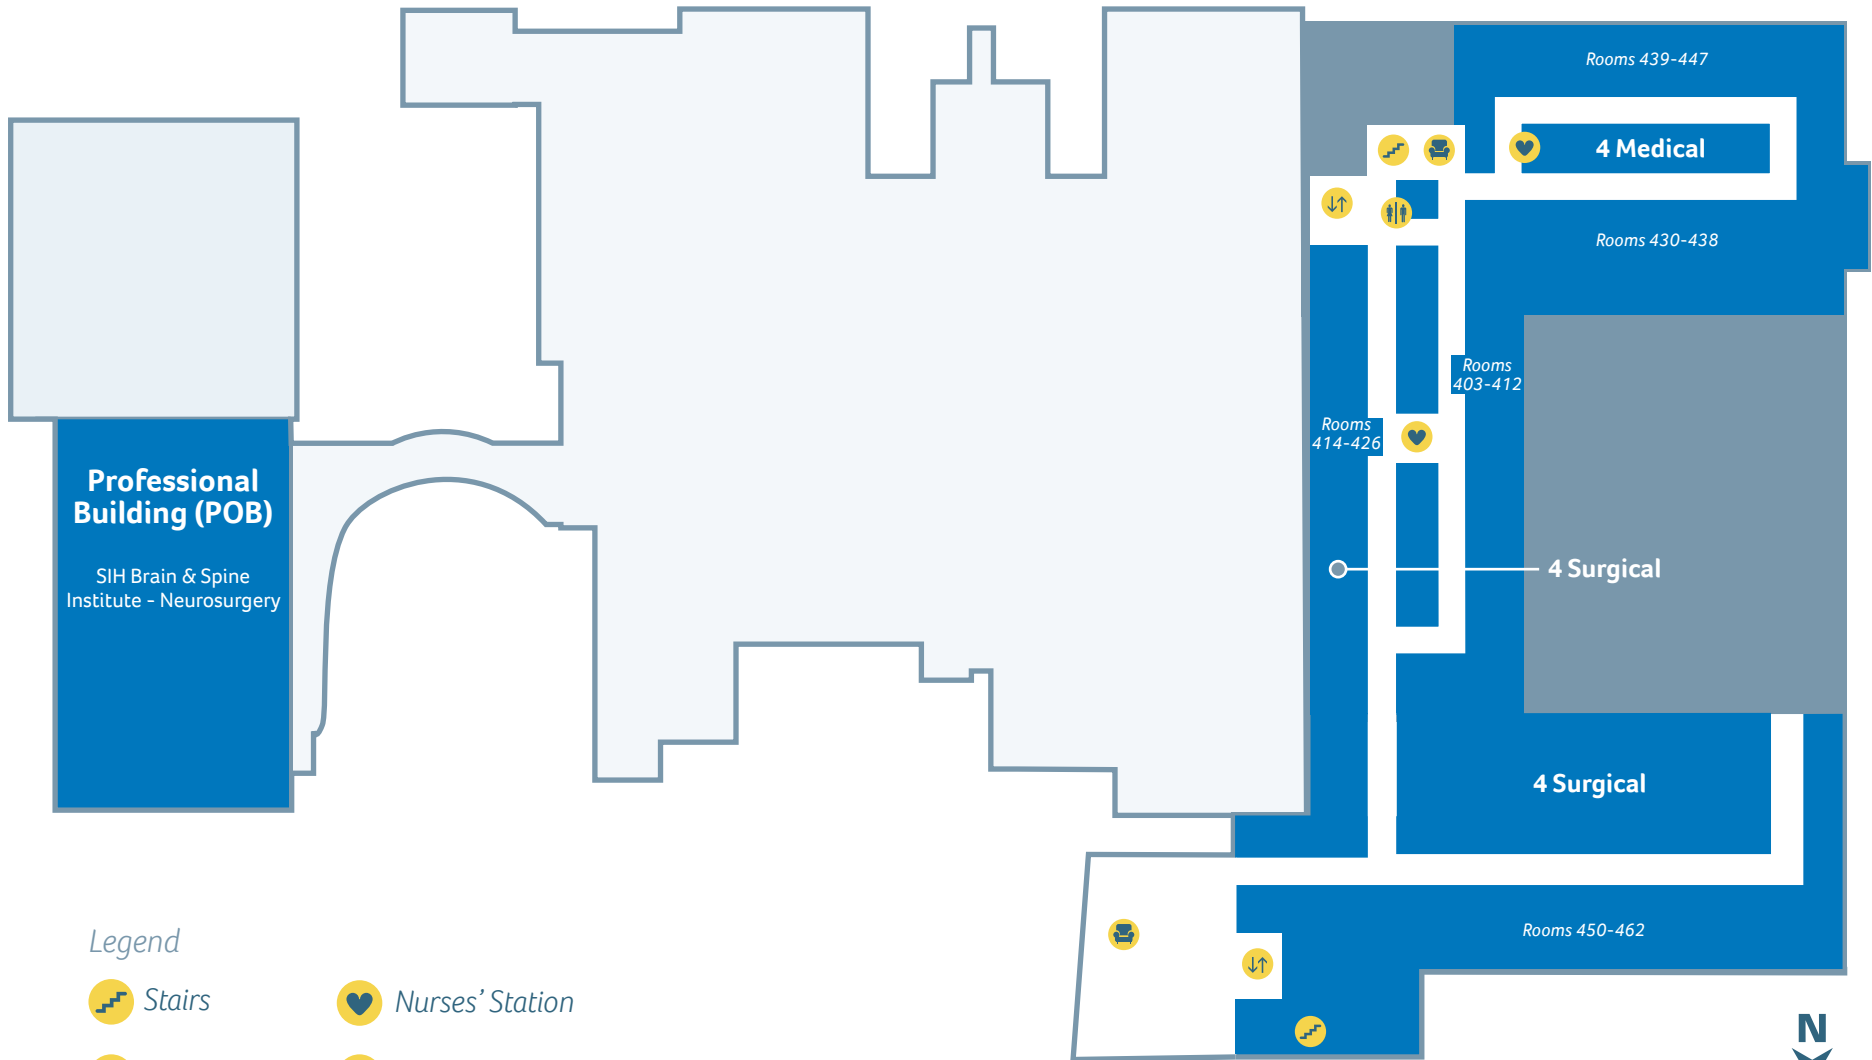 Rooms 439-447
4 Medical
Rooms 430-438
Rooms
403-412
Rooms
414-426
Professional
Building (POB)
SIH Brain & Spine
Institute - Neurosurgery
4 Surgical
4 Surgical
Rooms 450-462
Legend
Stairs
Nurses' Station
N